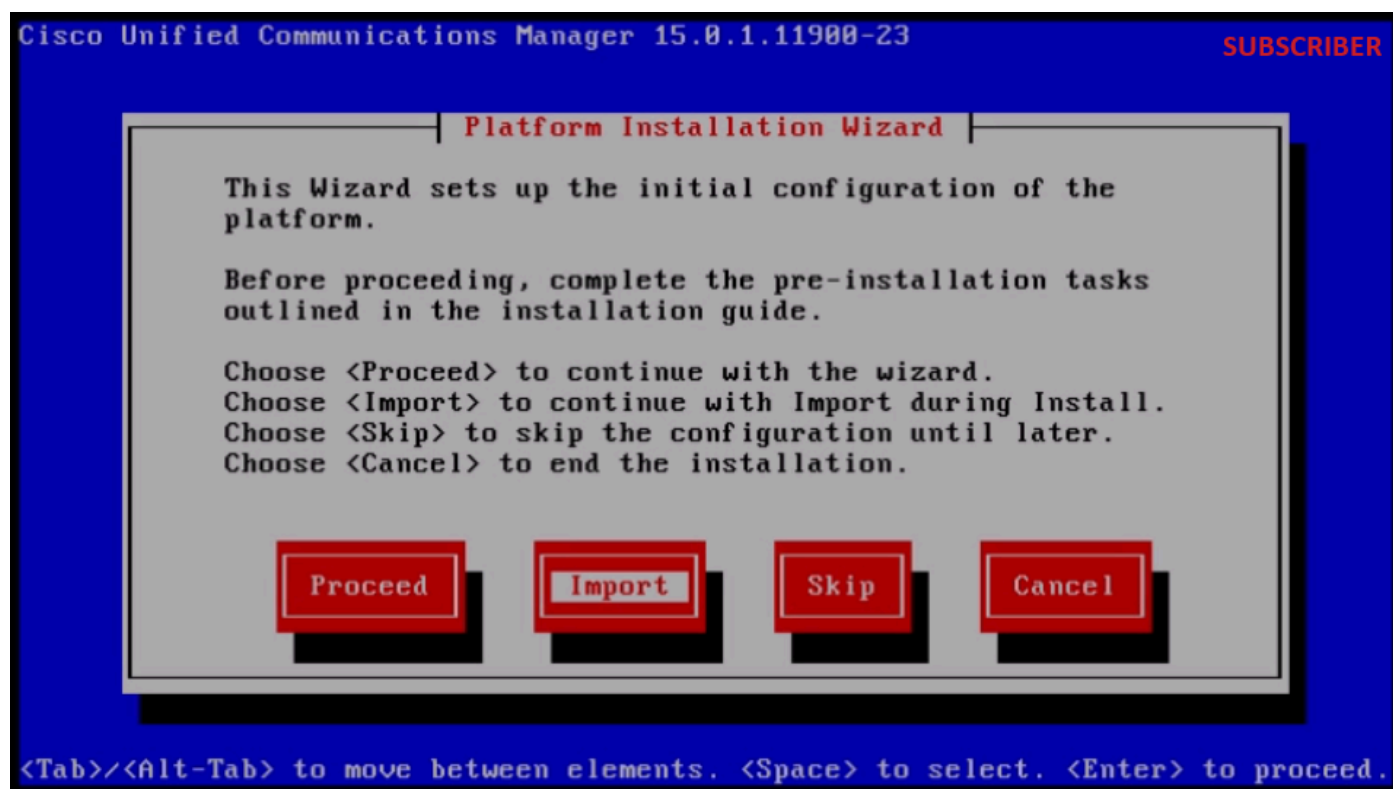 Cisco Unified Communications Manager 15.0.1.11900-23
SUBSCRIBER
Platform Installation Wizard
This Wizard sets up the initial configuration of the
platform.
Before proceeding, complete the pre-installation tasks
outlined in the installation guide.
Choose <Proceed> to continue with the wizard.
Choose <Import> to continue with Import during Install.
Choose <Skip> to skip the configuration until later.
Choose <Cancel> to end the installation.
Proceed Import Skip Cancel
<Tab>/<Alt-Tab> to move between elements. <Space> to select. <Enter> to proceed.